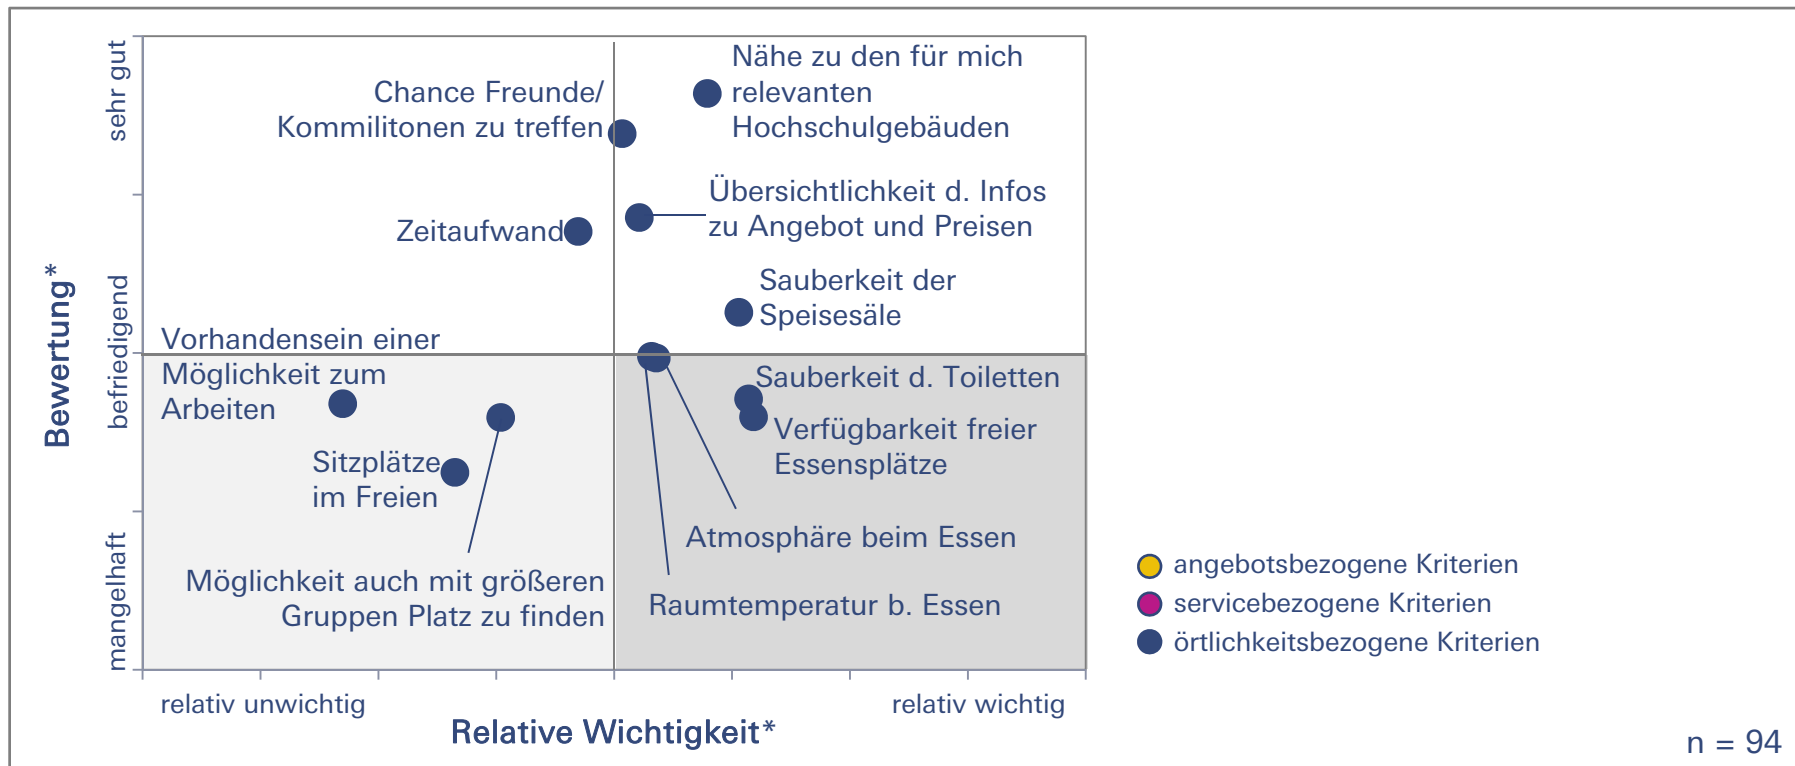 sehr gut
befriedigend
mangelhaft
Bewertung*
Nähe zu den für mich
relevanten
Hochschulgebäuden
Chance Freunde/
Kommilitonen zu treffen
Übersichtlichkeit d. Infos
zu Angebot und Preisen
Zeitaufwand
Sauberkeit der
Speisesäle
Vorhandensein einer
Möglichkeit zum
Arbeiten
Sauberkeit d. Toiletten
Verfügbarkeit freier
Essensplätze
Sitzplätze
im Freien
Atmosphäre beim Essen
Möglichkeit auch mit größeren
Gruppen Platz zu finden
Raumtemperatur b. Essen
angebotsbezogene Kriterien
servicebezogene Kriterien
örtlichkeitsbezogene Kriterien
relativ unwichtig
relativ wichtig
Relative Wichtigkeit*
n = 94